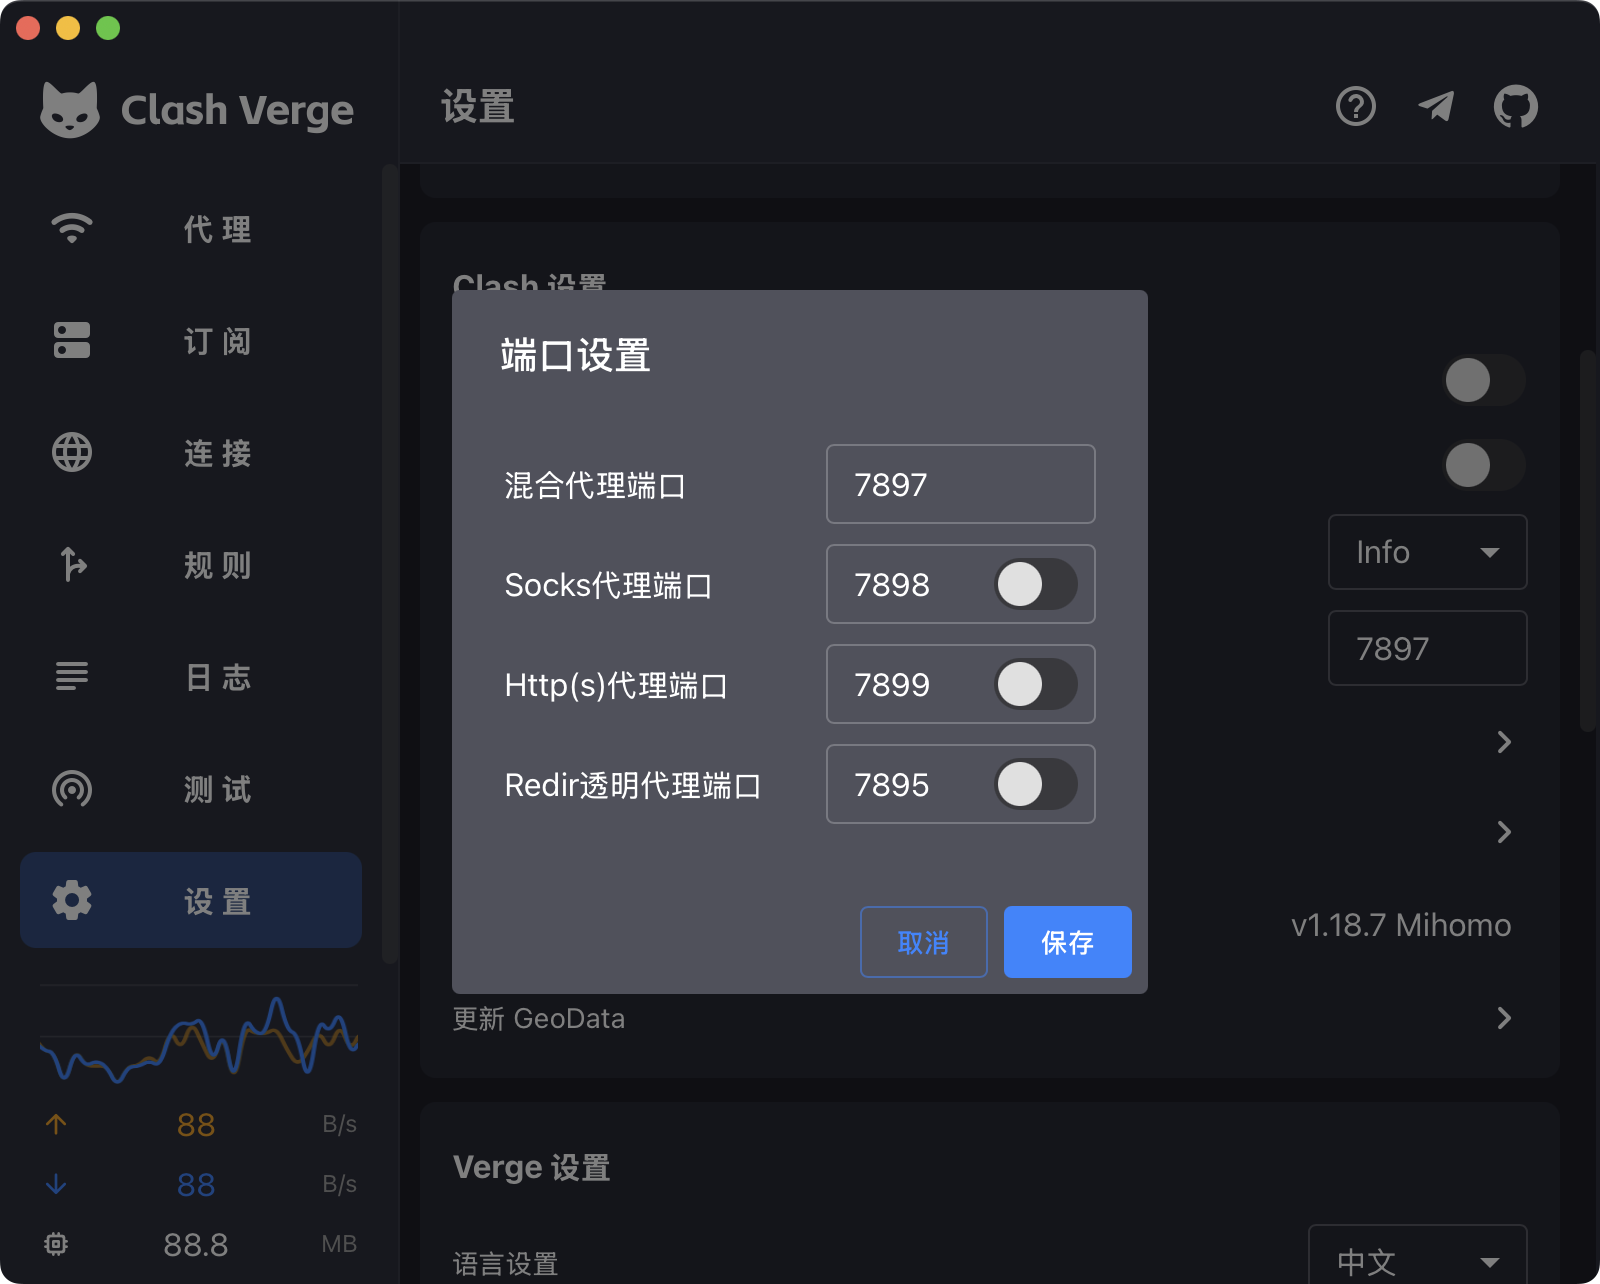 Clash Verge
代理
订阅
连接
规则
日志
测试
设置
88 B/s
88 B/s
88.8 MB
设置
Clash 设置
Info
7897
v1.18.7 Mihomo
更新 GeoData
Verge 设置
语言设置
中文
端口设置
混合代理端口 7897
Socks代理端口 7898
Http(s)代理端口 7899
Redir透明代理端口 7895
取消 保存